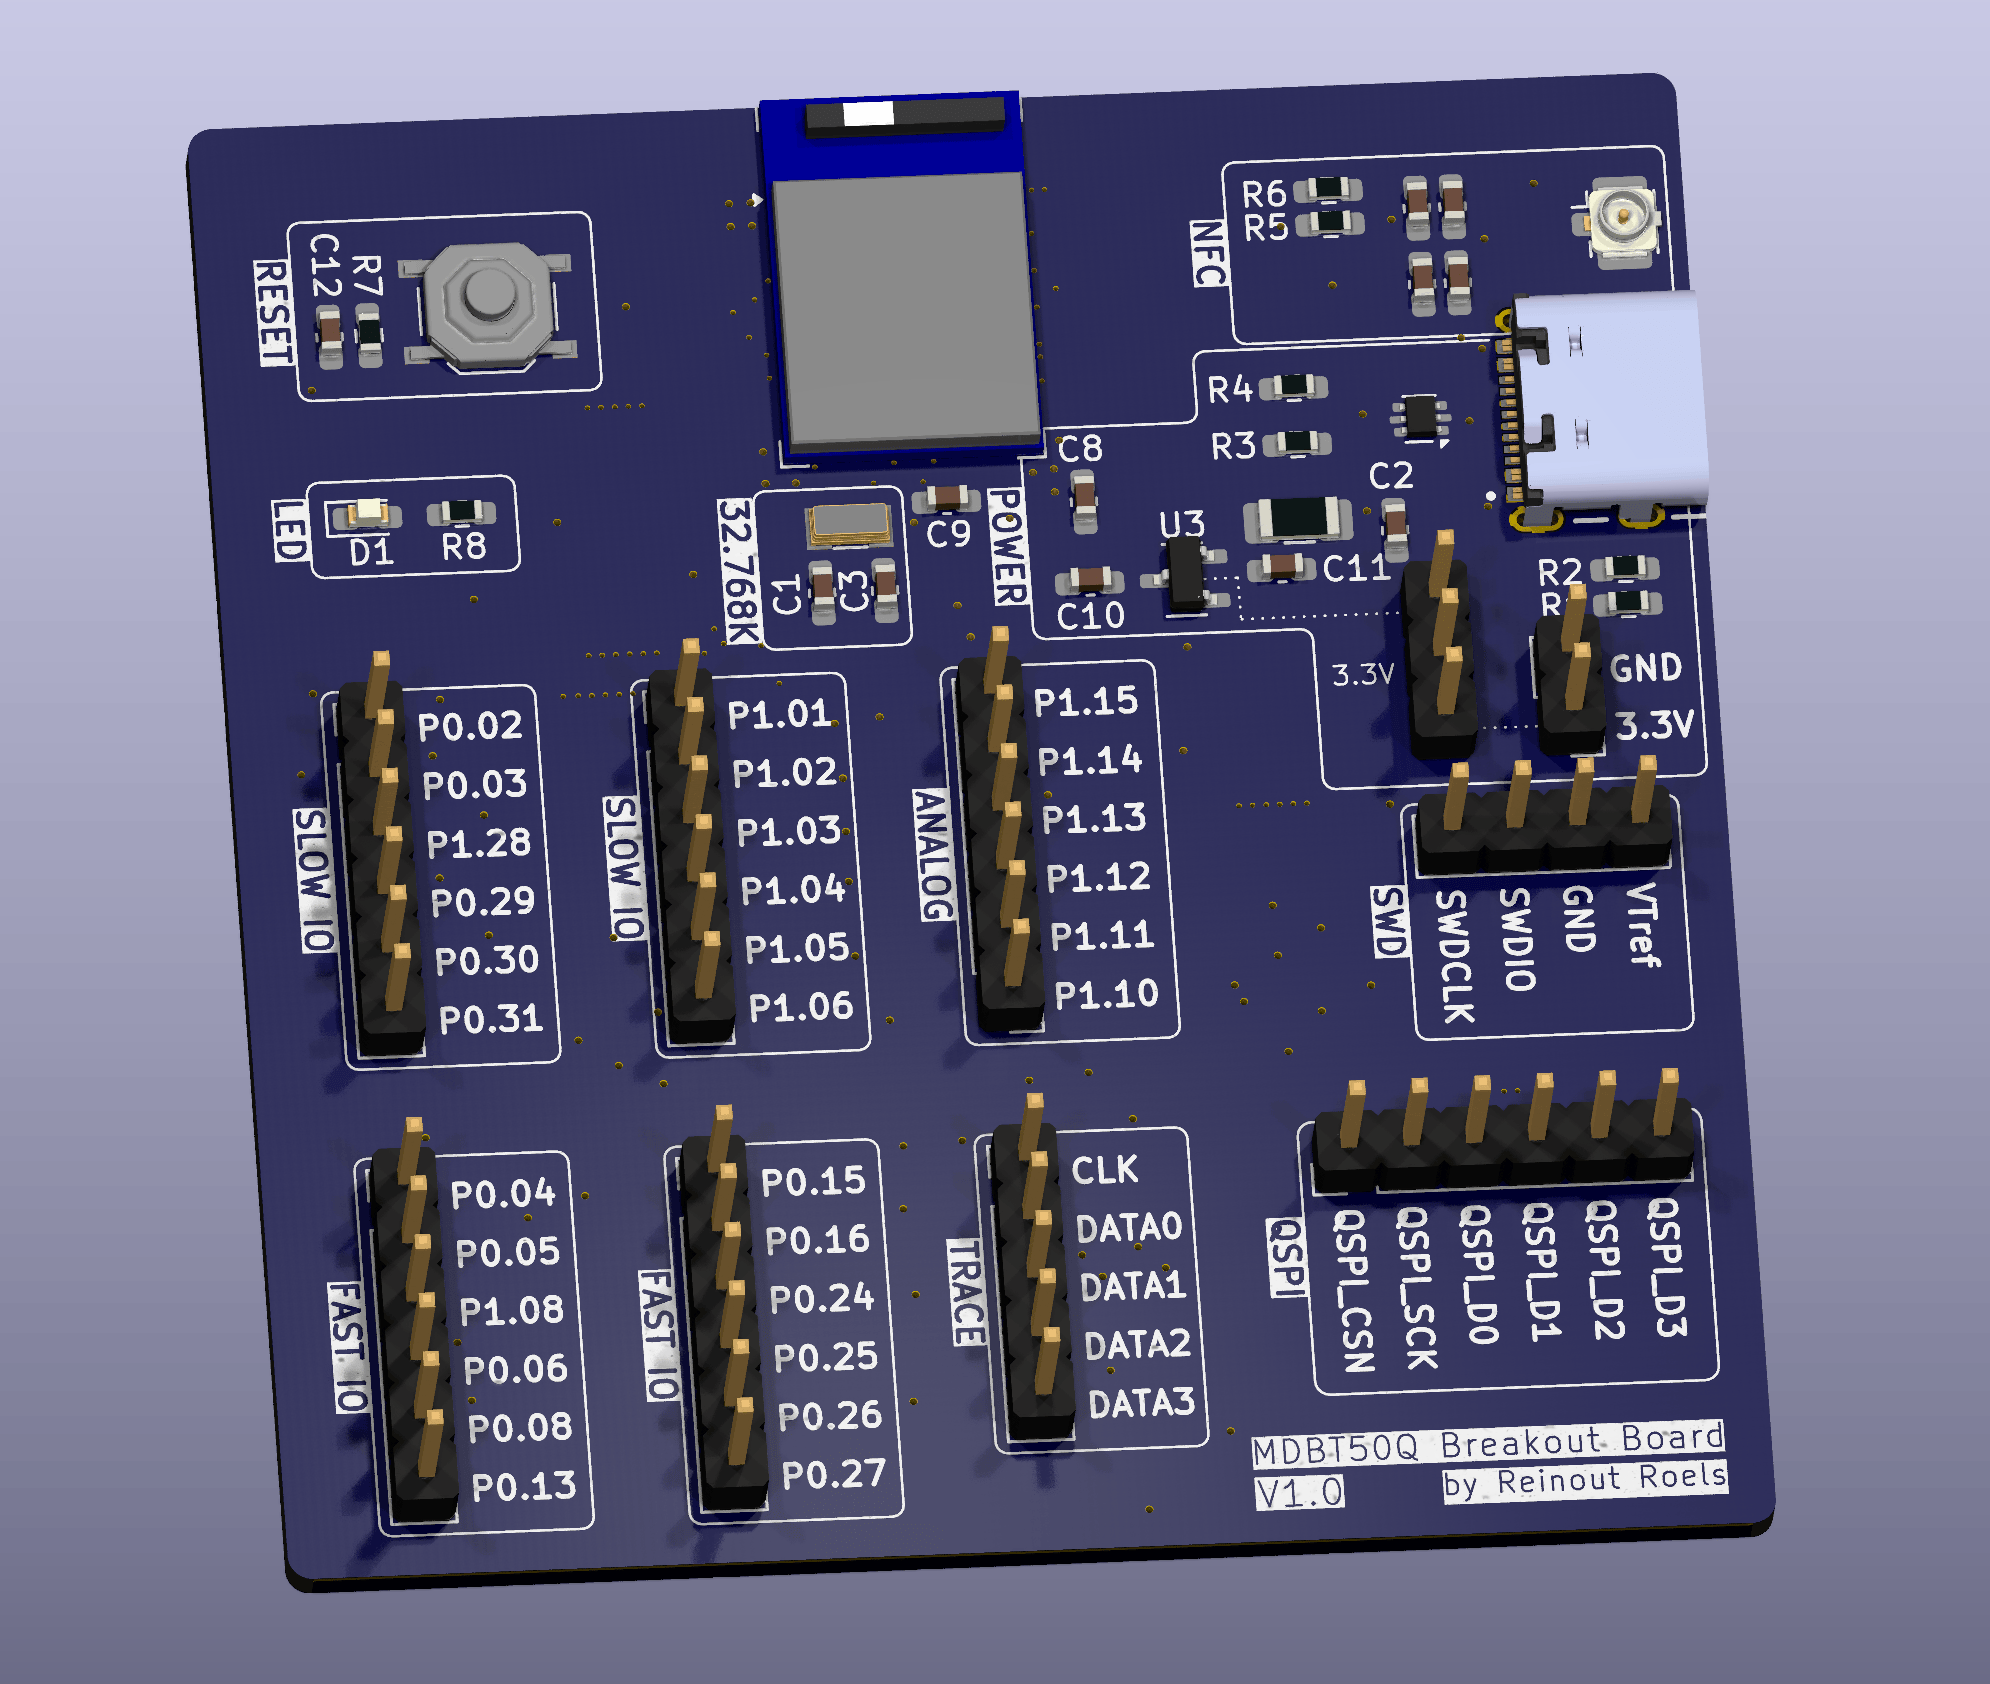 R6
R5
NFC
C12
R7
RESET
R4
R3
C8
C2
LED
D1
R8
32.768K
C9
C1
C3
POWER
U3
C11
C10
R2
3.3V
GND
3.3V
SLOW IO
P0.02
P0.03
P1.28
P0.29
P0.30
P0.31
SLOW IO
P1.01
P1.02
P1.03
P1.04
P1.05
P1.06
ANALOG
P1.15
P1.14
P1.13
P1.12
P1.11
P1.10
SWD
SWDCLK
SWDIO
GND
VTref
FAST IO
P0.04
P0.05
P1.08
P0.06
P0.08
P0.13
FAST IO
P0.15
P0.16
P0.24
P0.25
P0.26
P0.27
TRACE
CLK
DATA0
DATA1
DATA2
DATA3
QSPI
QSPI_CSN
QSPI_SCK
QSPI_D0
QSPI_D1
QSPI_D2
QSPI_D3
MDBT50Q Breakout Board
V1.0 by Reinout Roels